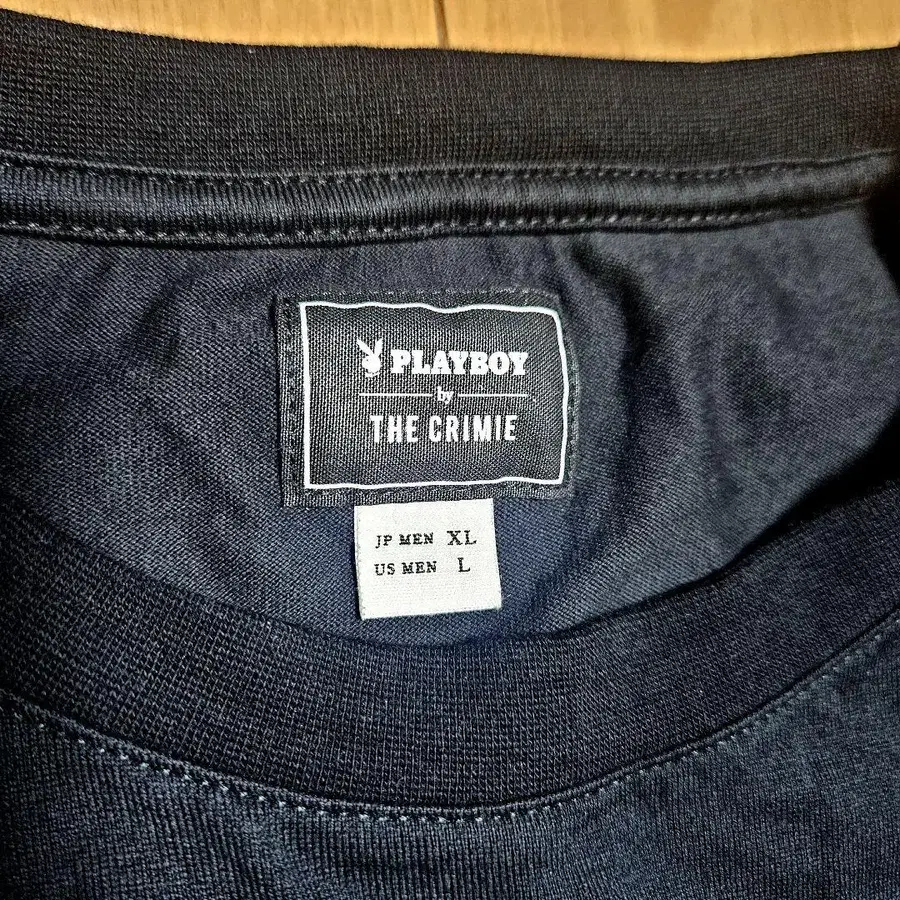 PLAYBOY
by
THE CRIMIE
JP MEN XL
US MEN L